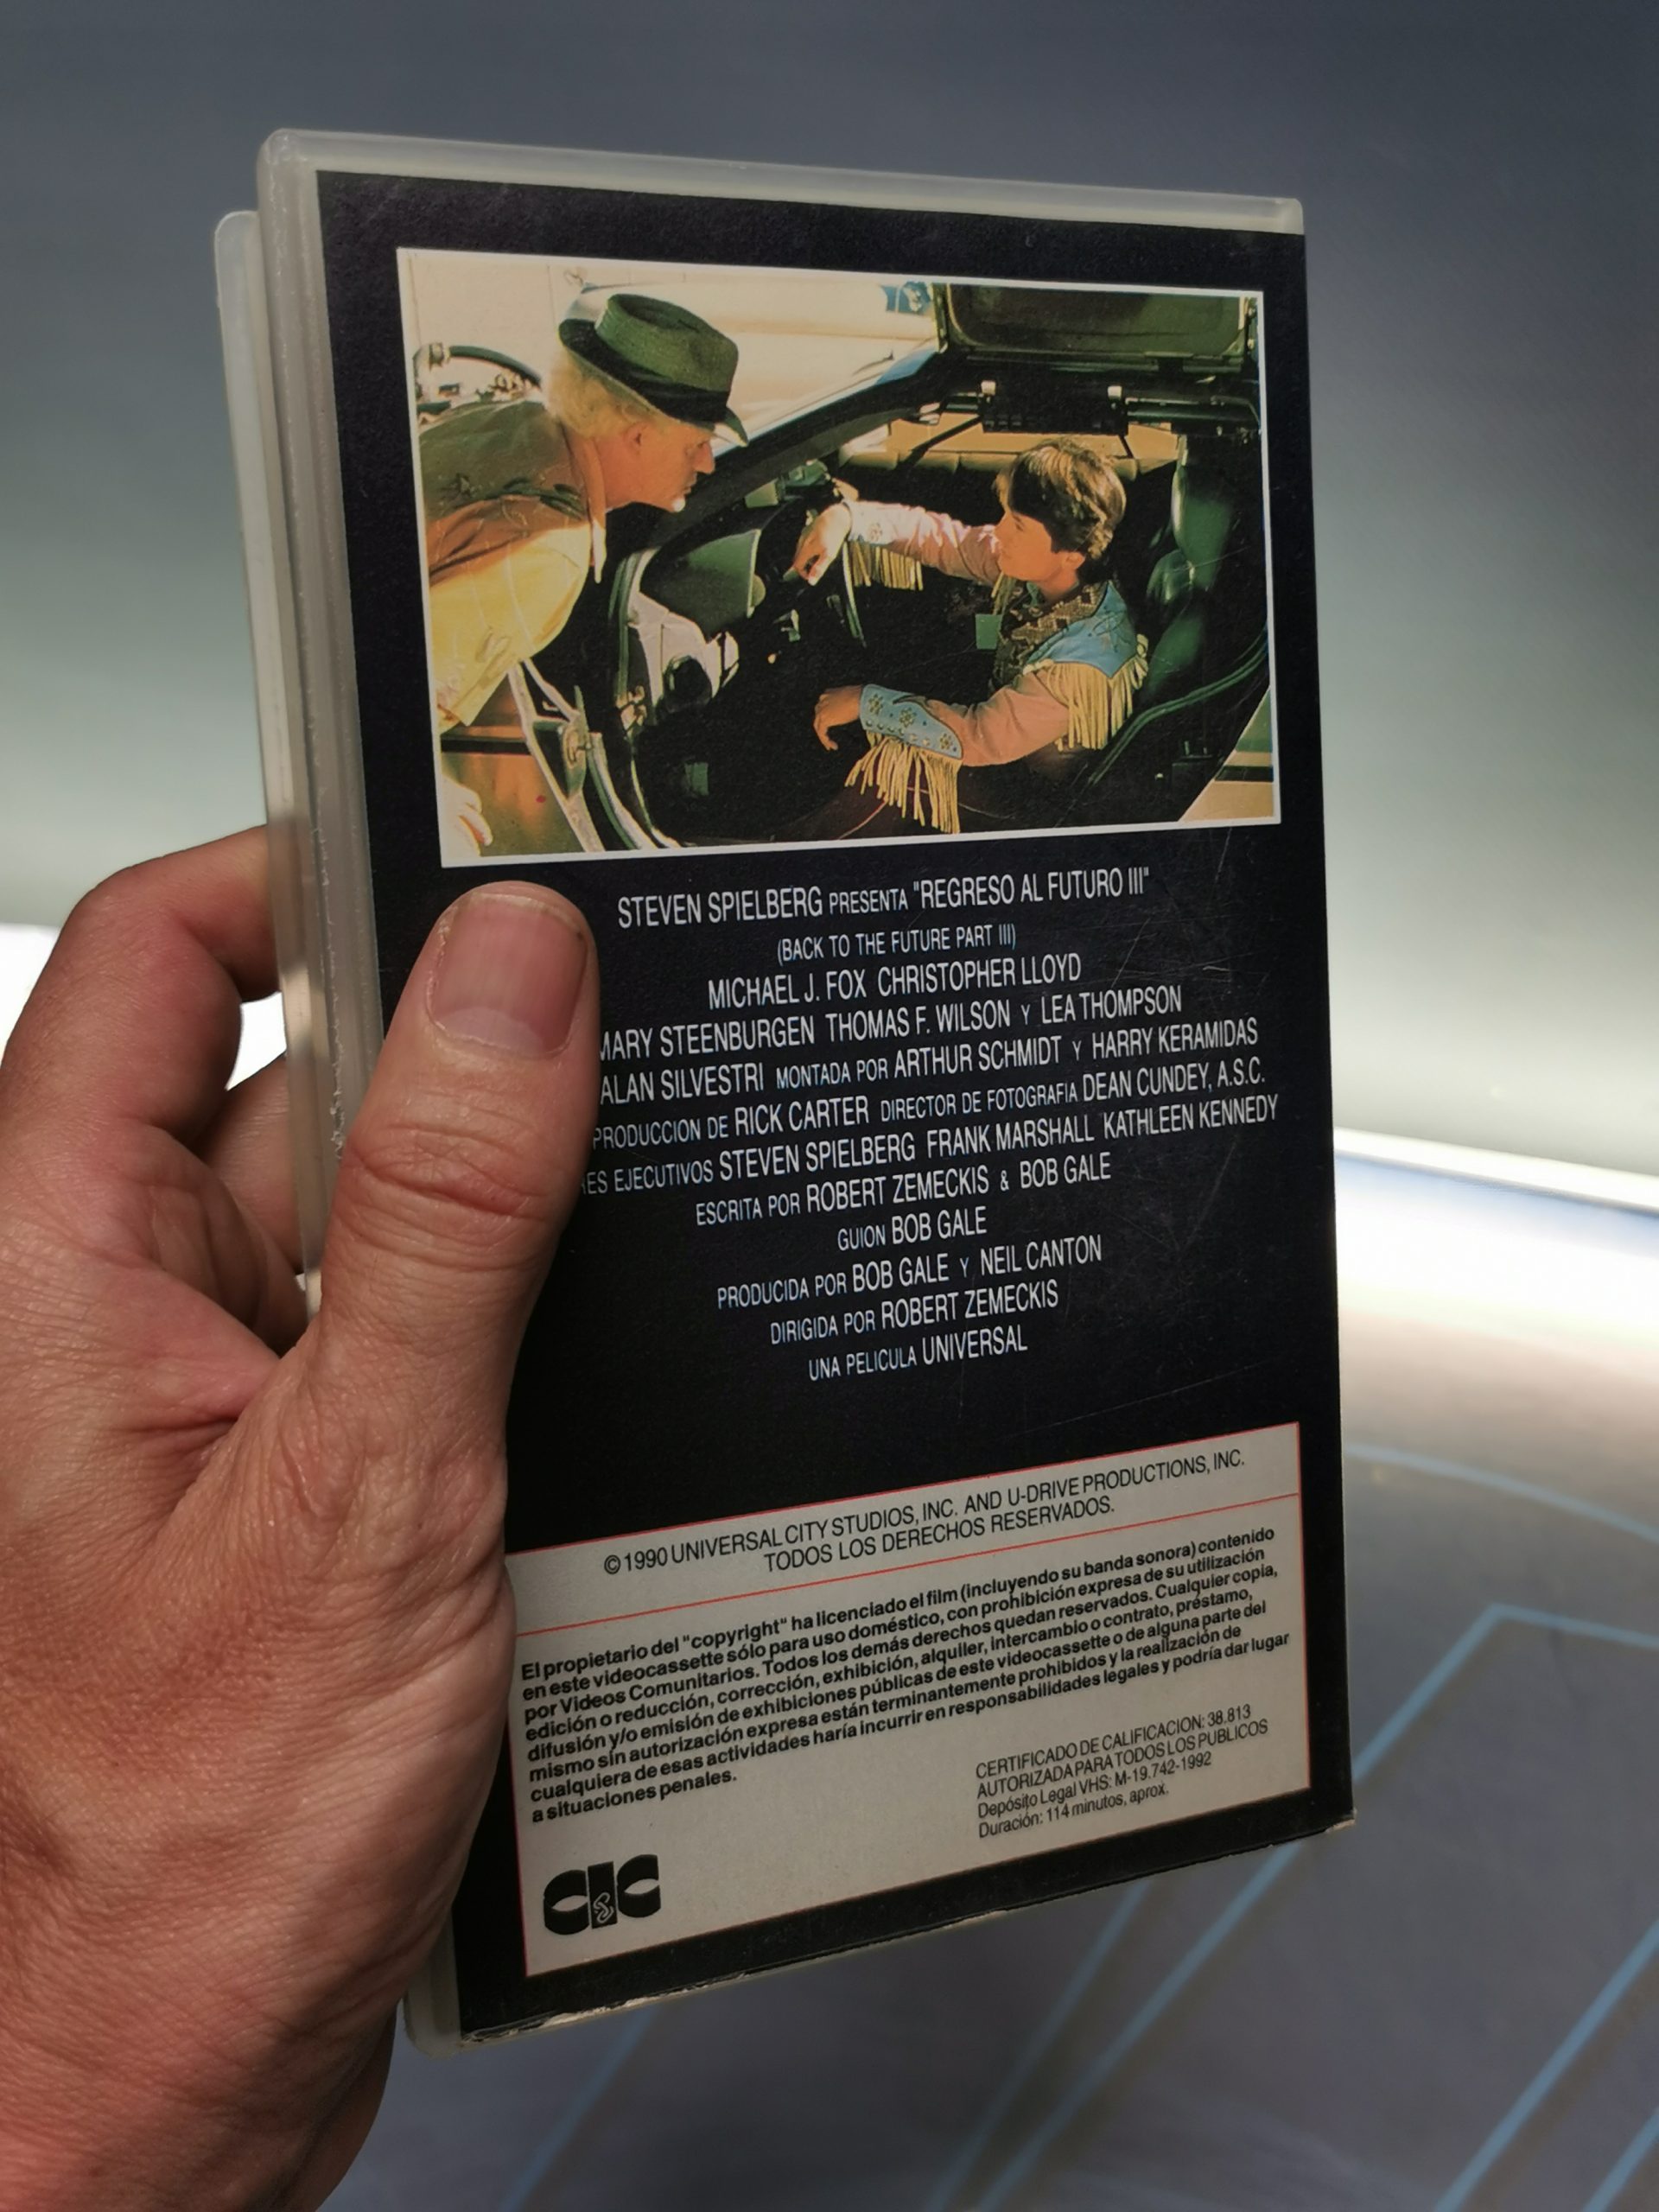 STEVEN SPIELBERG PRESENTA "REGRESO AL FUTURO III"
(BACK TO THE FUTURE PART III)
MICHAEL J. FOX CHRISTOPHER LLOYD
MARY STEENBURGEN THOMAS F. WILSON Y LEA THOMPSON
ALAN SILVESTRI MONTADA POR ARTHUR SCHMIDT Y HARRY KERAMIDAS
PRODUCCION DE RICK CARTER DIRECTOR DE FOTOGRAFIA DEAN CUNDEY, A.S.C.
EJECUTIVOS STEVEN SPIELBERG FRANK MARSHALL KATHLEEN KENNEDY
ESCRITA POR ROBERT ZEMECKIS & BOB GALE
GUION BOB GALE
PRODUCIDA POR BOB GALE Y NEIL CANTON
DIRIGIDA POR ROBERT ZEMECKIS
UNA PELICULA UNIVERSAL
© 1990 UNIVERSAL CITY STUDIOS, INC. AND U-DRIVE PRODUCTIONS, INC.
TODOS LOS DERECHOS RESERVADOS.
El propietario del "copyright" ha licenciado el film (incluyendo su banda sonora) contenido
en este videocassette sólo para uso doméstico, con prohibición expresa de su utilización
por Videos Comunitarios. Todos los demás derechos quedan reservados. Cualquier copia,
edición o reducción, corrección, exhibición, alquiler, intercambio o contrato, préstamo,
difusión y/o emisión de exhibiciones públicas de este videocassette o de alguna parte del
mismo sin autorización expresa están terminantemente prohibidos y la realización de
cualquiera de esas actividades haría incurrir en responsabilidades legales y podría dar lugar
a situaciones penales.
CERTIFICADO DE CALIFICACION: 38.813
AUTORIZADA PARA TODOS LOS PUBLICOS
Depósito Legal VHS: M-19.742-1992
Duración: 114 minutos, aprox.
CIC